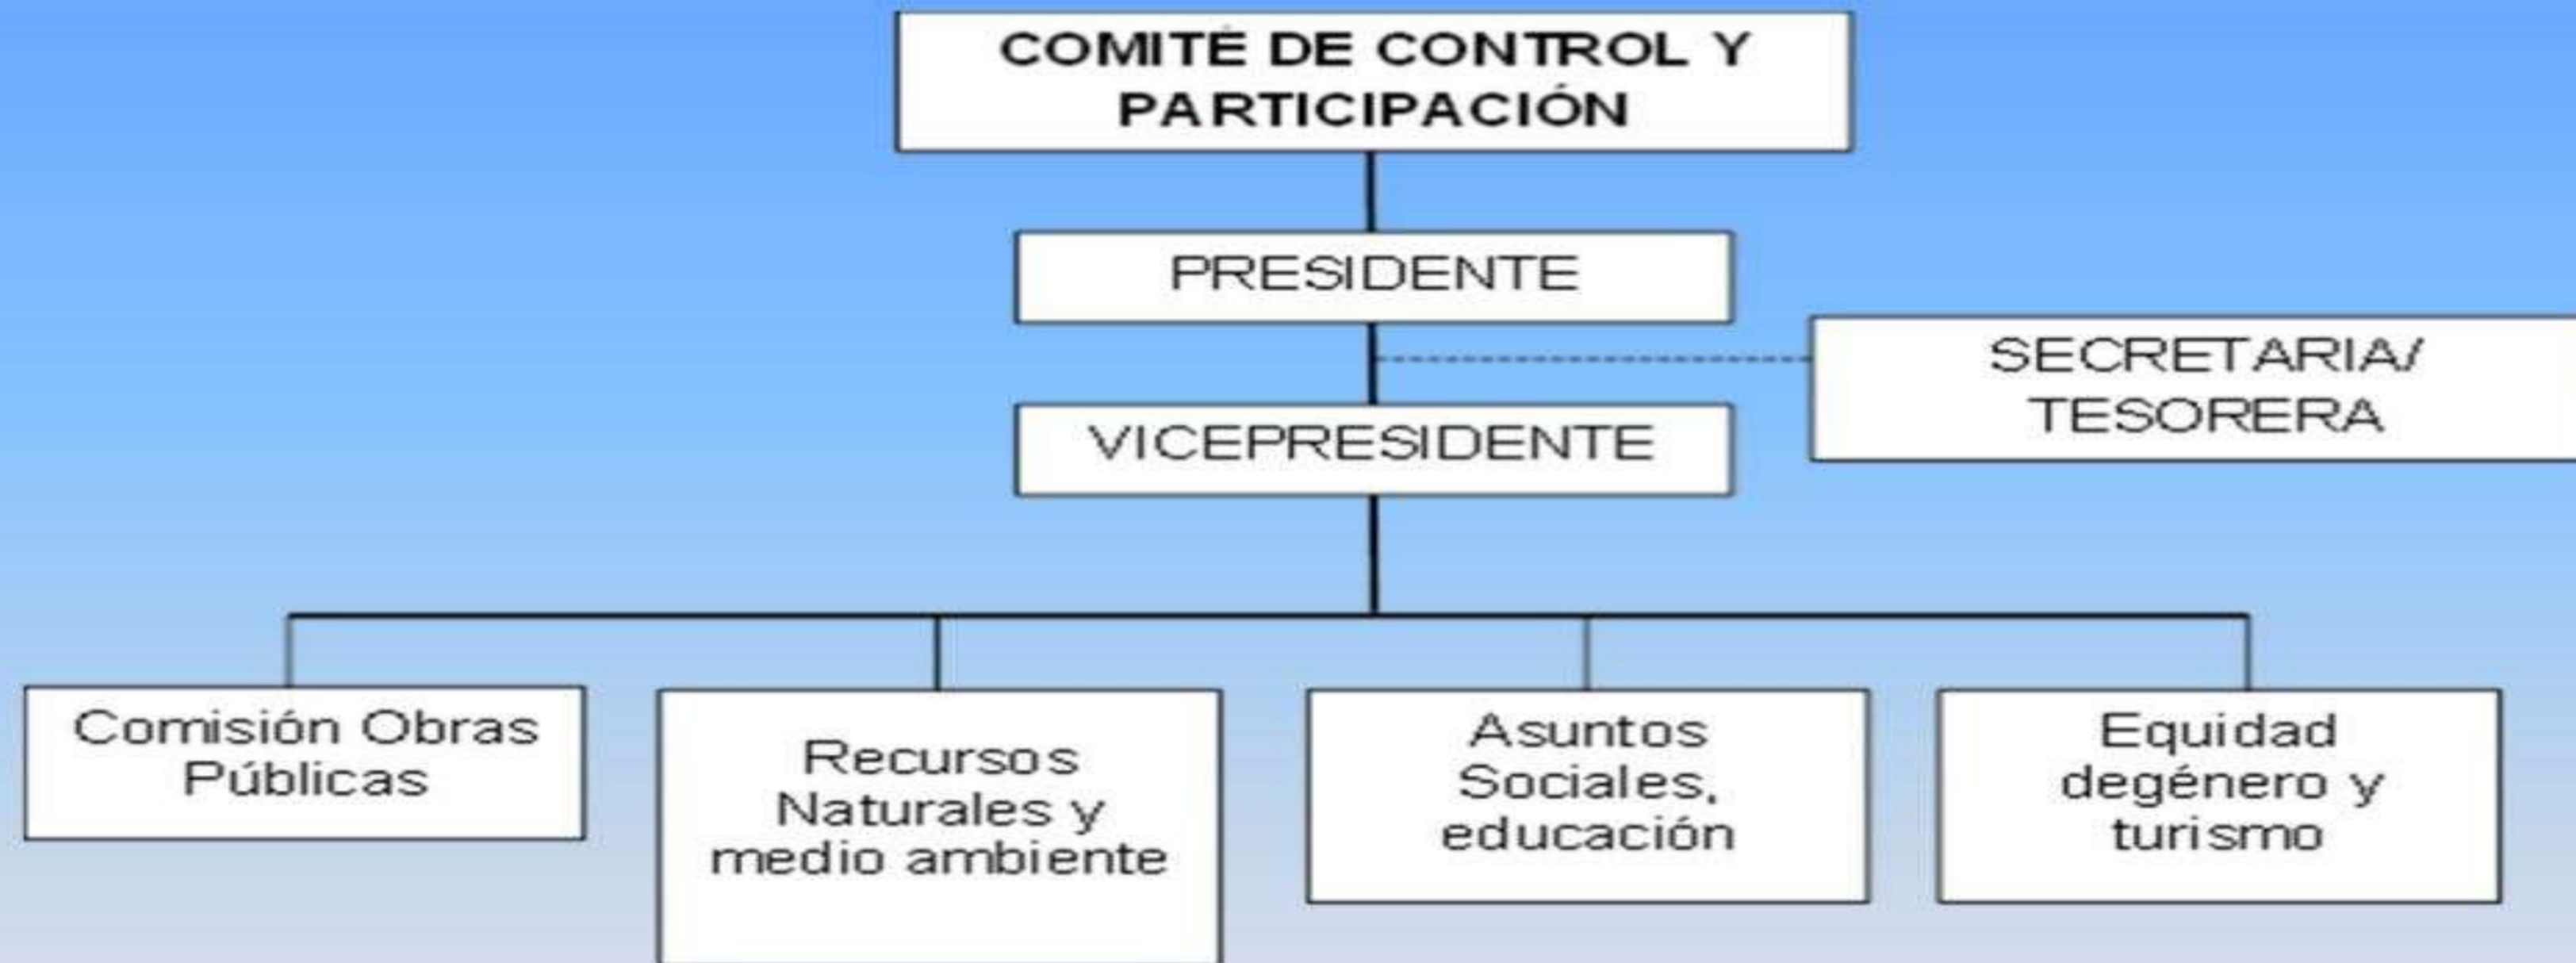 COMITÉ DE CONTROL Y
PARTICIPACIÓN
PRESIDENTE
SECRETARIA/
TESORERA
VICEPRESIDENTE
Comisión Obras
Públicas
Recursos
Naturales y
medio ambiente
Asuntos
Sociales,
educación
Equidad
degénero y
turismo